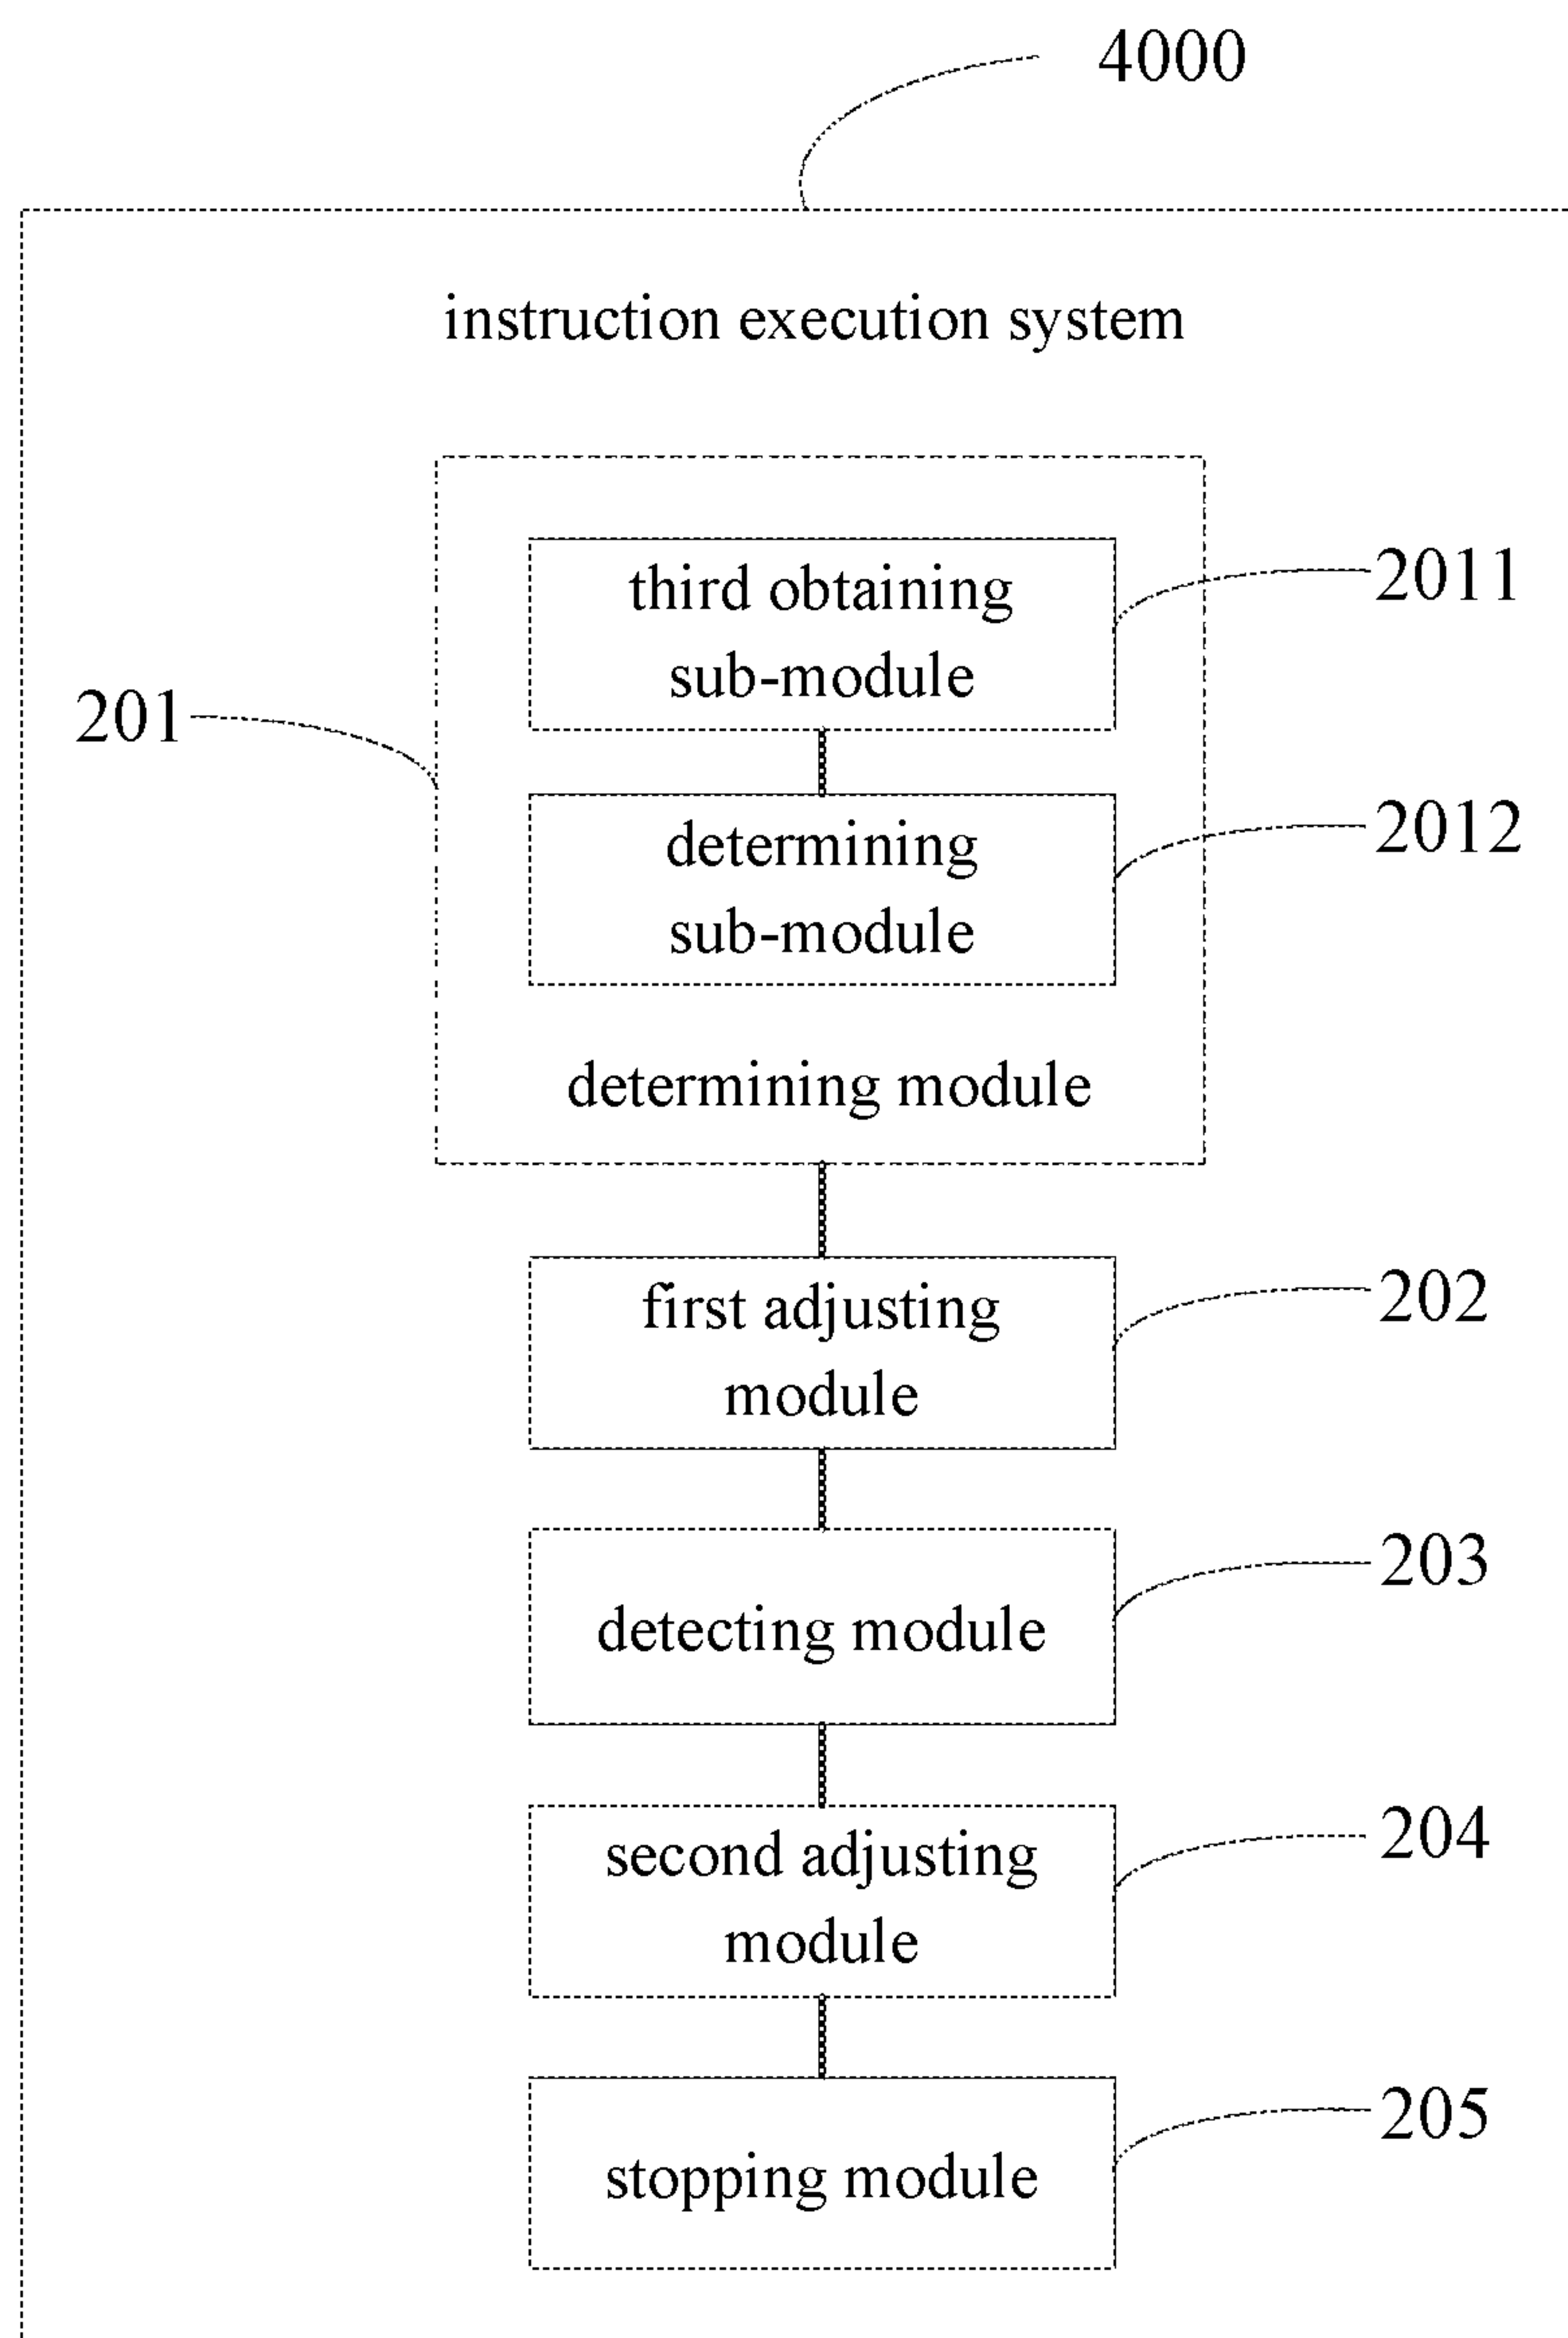 4000
instruction execution system
third obtaining
sub-module
2011
201
determining
sub-module
2012
determining module
first adjusting
module
202
detecting module
203
second adjusting
module
204
stopping module
205